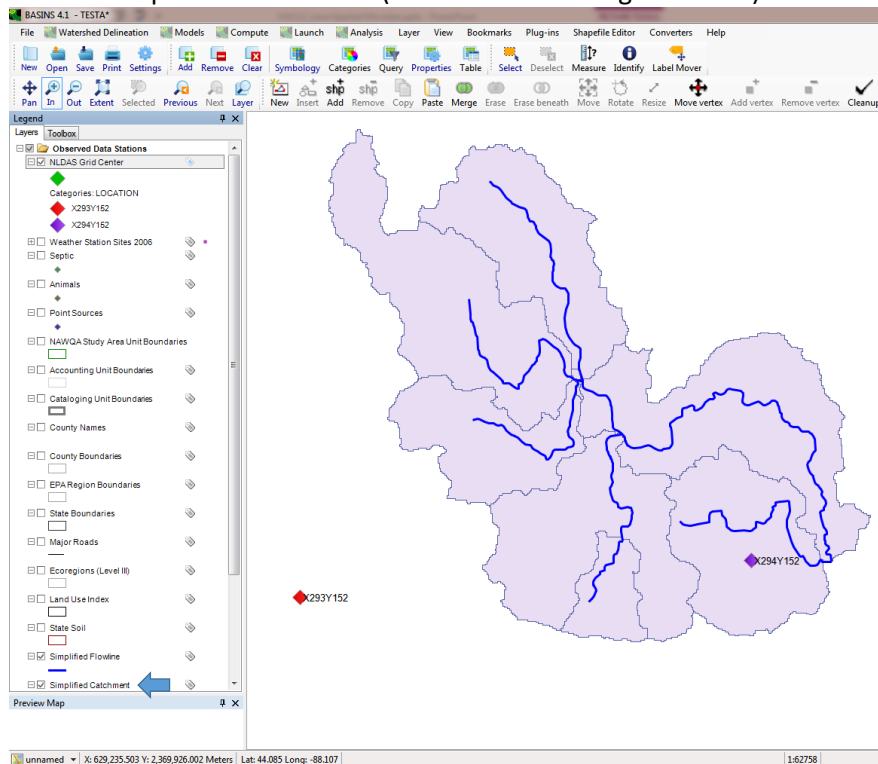 BASINS 4.1 - TESTA*
File Watershed Delineation Models Compute Launch Analysis Layer View Bookmarks Plug-ins Shapefile Editor Converters Help
New Open Save Print Settings Add Remove Clear Symbology Categories Query Properties Table Select Deselect Measure Identify Label Mover
Pan In Out Extent Selected Previous Next Layer New Insert Add Remove Copy Paste Merge Erase Erase beneath Move Rotate Resize Move vertex Add vertex Remove vertex Cleanup
Legend
Layers Toolbox
Observed Data Stations
NLDAS Grid Center
Categories: LOCATION
X293Y152
X294Y152
Weather Station Sites 2006
Septic
Animals
Point Sources
NAWQA Study Area Unit Boundaries
Accounting Unit Boundaries
Cataloging Unit Boundaries
County Names
County Boundaries
EPA Region Boundaries
State Boundaries
Major Roads
Ecoregions (Level III)
Land Use Index
State Soil
Simplified Flowline
Simplified Catchment
X294Y152
X293Y152
Preview Map
unnamed X: 629,235.503 Y: 2,369,926.002 Meters Lat: 44.085 Long: -88.107 1:62758